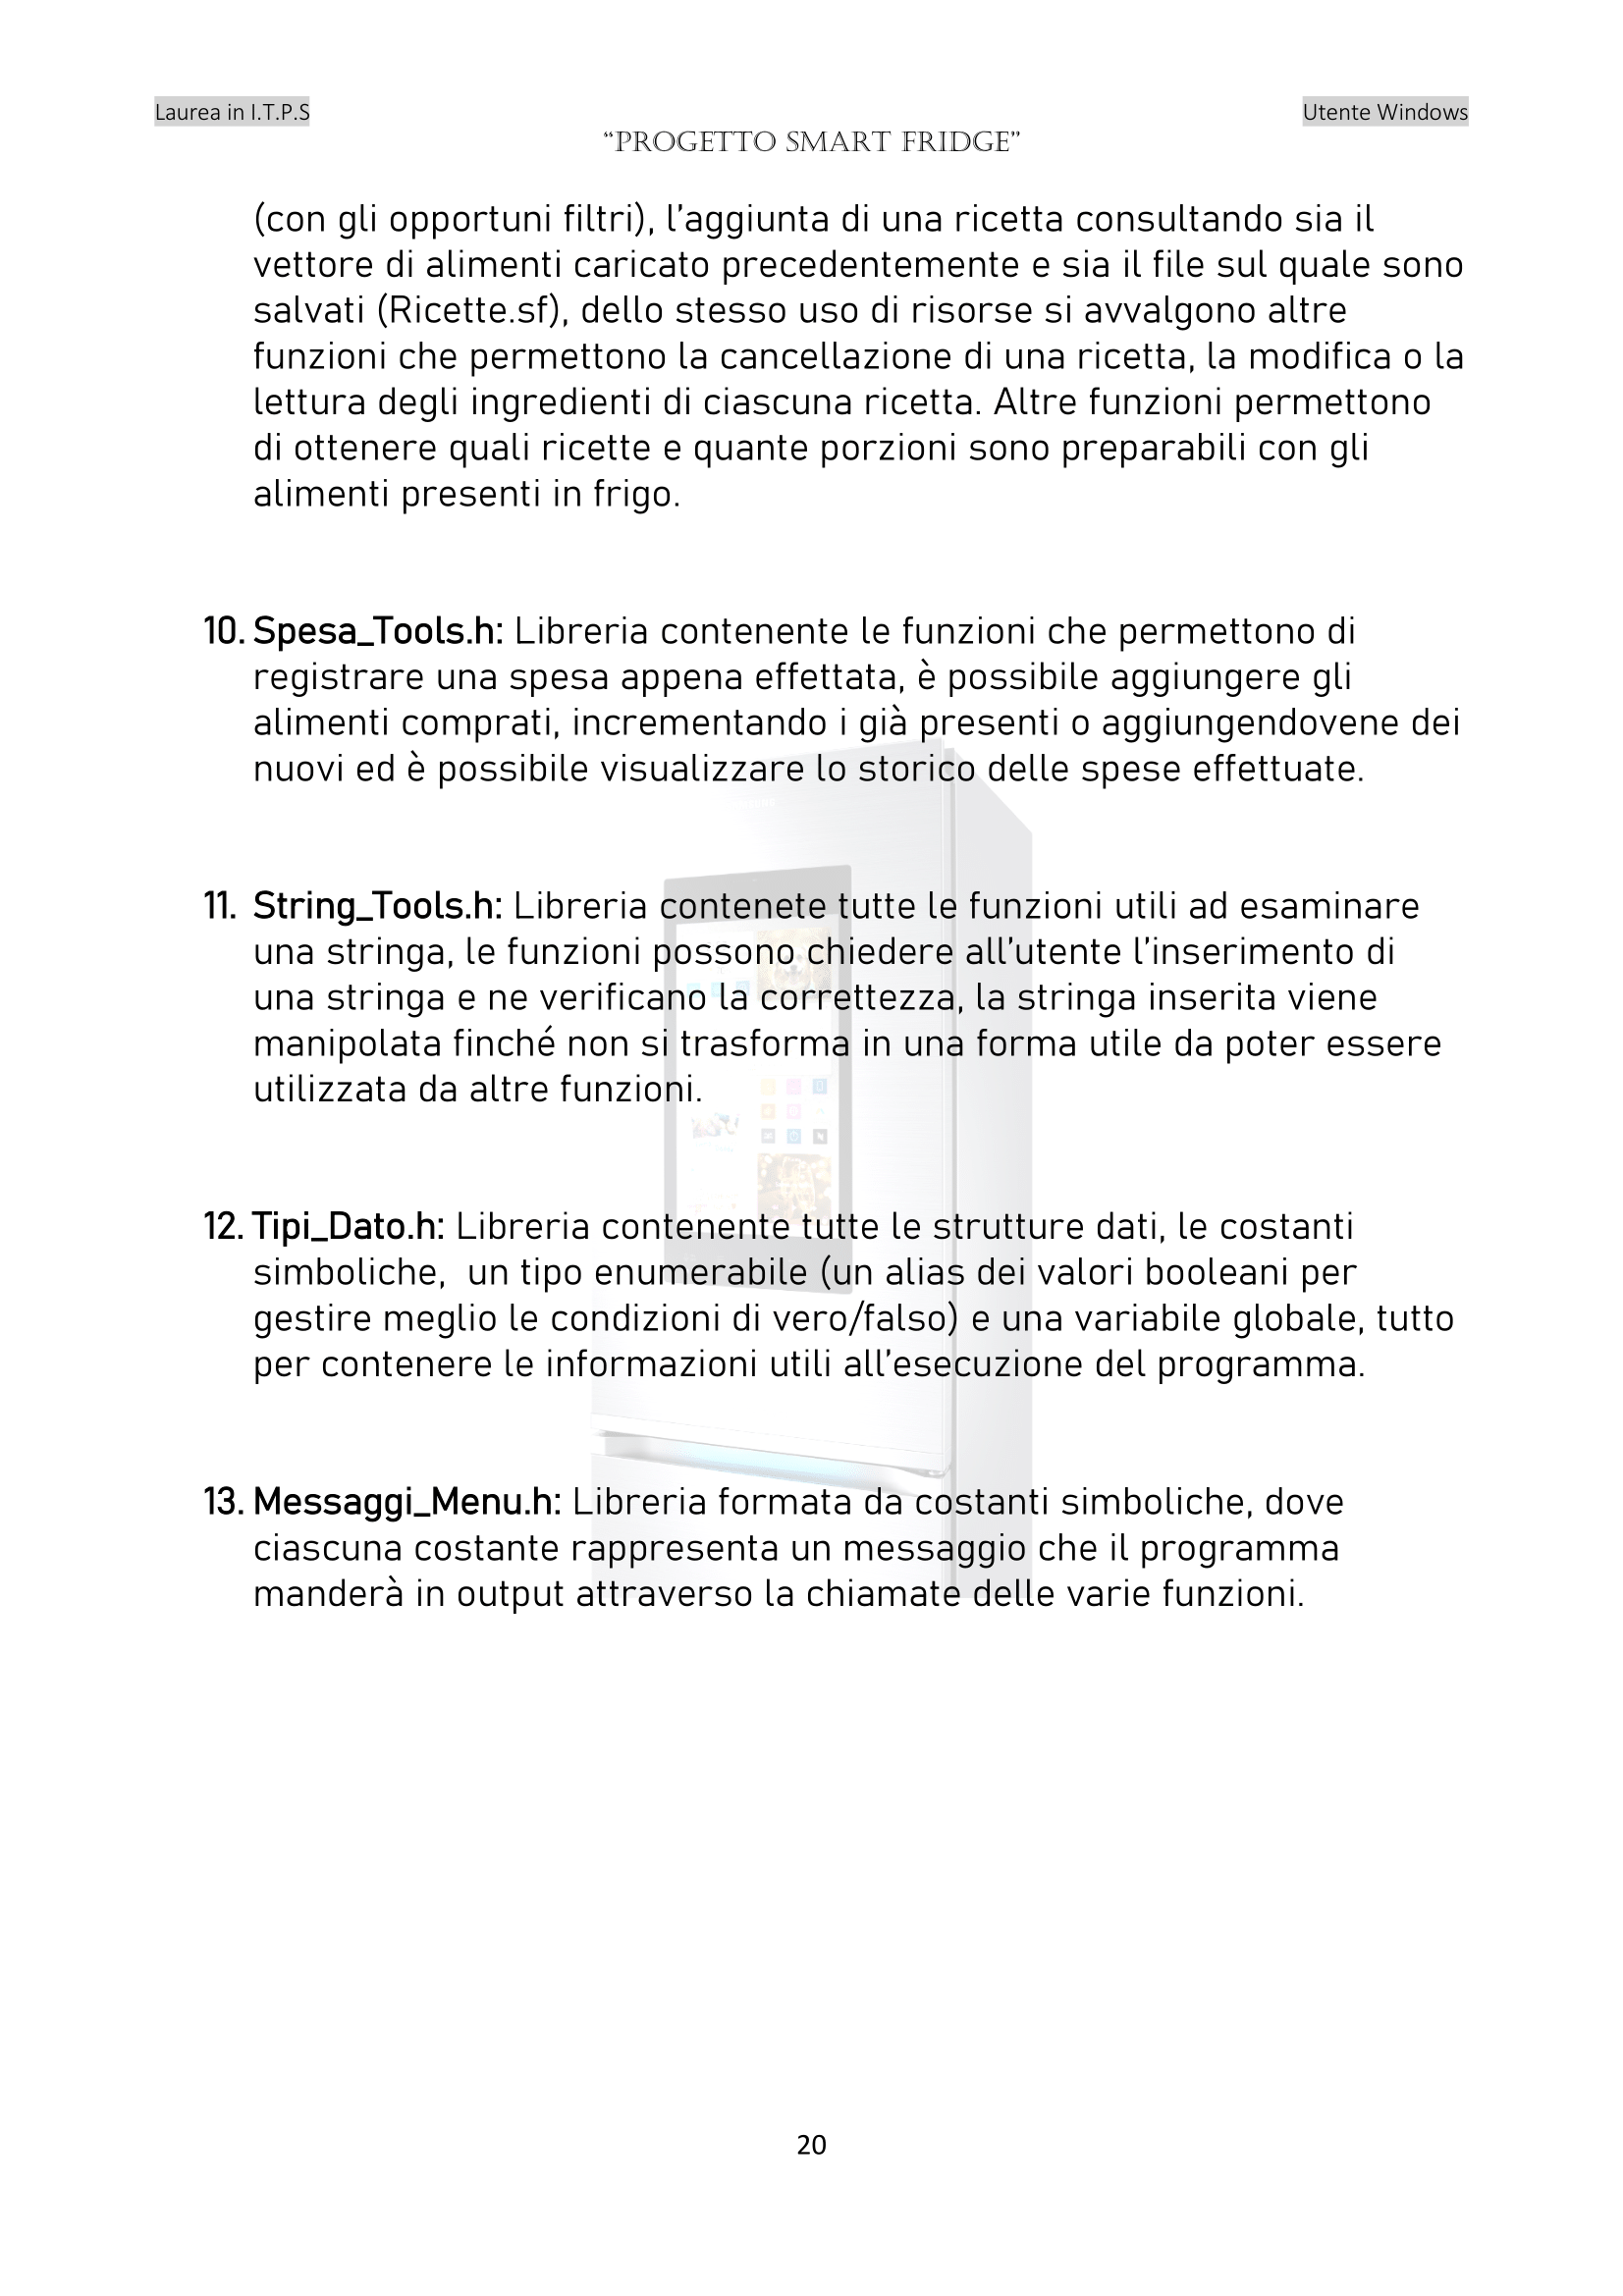 Laurea in I.T.P.S
Utente Windows
“PROGETTO SMART FRIDGE”
(con gli opportuni filtri), l’aggiunta di una ricetta consultando sia il
vettore di alimenti caricato precedentemente e sia il file sul quale sono
salvati (Ricette.sf), dello stesso uso di risorse si avvalgono altre
funzioni che permettono la cancellazione di una ricetta, la modifica o la
lettura degli ingredienti di ciascuna ricetta. Altre funzioni permettono
di ottenere quali ricette e quante porzioni sono preparabili con gli
alimenti presenti in frigo.
10. Spesa_Tools.h: Libreria contenente le funzioni che permettono di
registrare una spesa appena effettata, è possibile aggiungere gli
alimenti comprati, incrementando i già presenti o aggiungendovene dei
nuovi ed è possibile visualizzare lo storico delle spese effettuate.
11. String_Tools.h: Libreria contenete tutte le funzioni utili ad esaminare
una stringa, le funzioni possono chiedere all’utente l’inserimento di
una stringa e ne verificano la correttezza, la stringa inserita viene
manipolata finché non si trasforma in una forma utile da poter essere
utilizzata da altre funzioni.
12. Tipi_Dato.h: Libreria contenente tutte le strutture dati, le costanti
simboliche,  un tipo enumerabile (un alias dei valori booleani per
gestire meglio le condizioni di vero/falso) e una variabile globale, tutto
per contenere le informazioni utili all’esecuzione del programma.
13. Messaggi_Menu.h: Libreria formata da costanti simboliche, dove
ciascuna costante rappresenta un messaggio che il programma
manderà in output attraverso la chiamate delle varie funzioni.
20